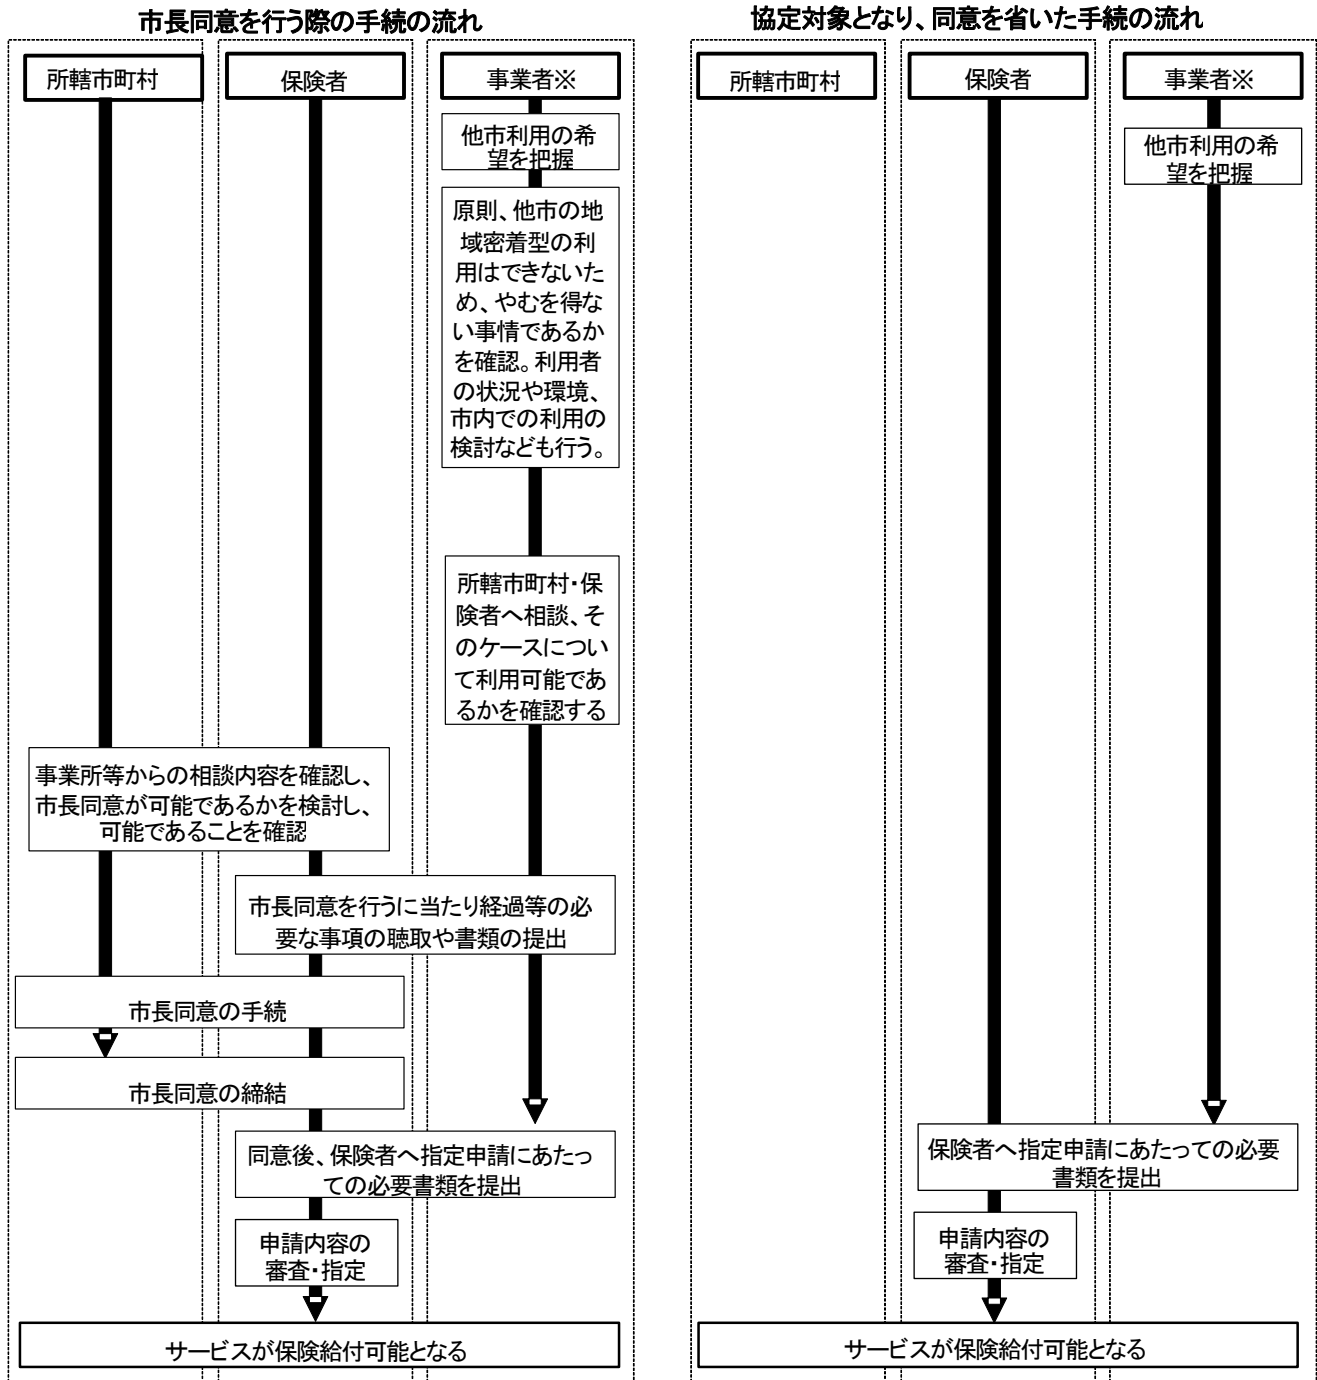 市長同意を行う際の手続の流れ
所轄市町村
保険者
事業者※
他市利用の希
望を把握
原則、他市の地
域密着型の利
用はできないた
め、やむを得な
い事情であるか
を確認。利用者
の状況や環境、
市内での利用の
検討なども行う。
所轄市町村・保
険者へ相談、そ
のケースについ
て利用可能であ
るかを確認する
事業所等からの相談内容を確認し、
市長同意が可能であるかを検討し、
可能であることを確認
市長同意を行うに当たり経過等の必
要な事項の聴取や書類の提出
市長同意の手続
市長同意の締結
同意後、保険者へ指定申請にあたっ
ての必要書類を提出
申請内容の
審査・指定
サービスが保険給付可能となる
協定対象となり、同意を省いた手続の流れ
所轄市町村
保険者
事業者※
他市利用の希
望を把握
保険者へ指定申請にあたっての必要
書類を提出
申請内容の
審査・指定
サービスが保険給付可能となる